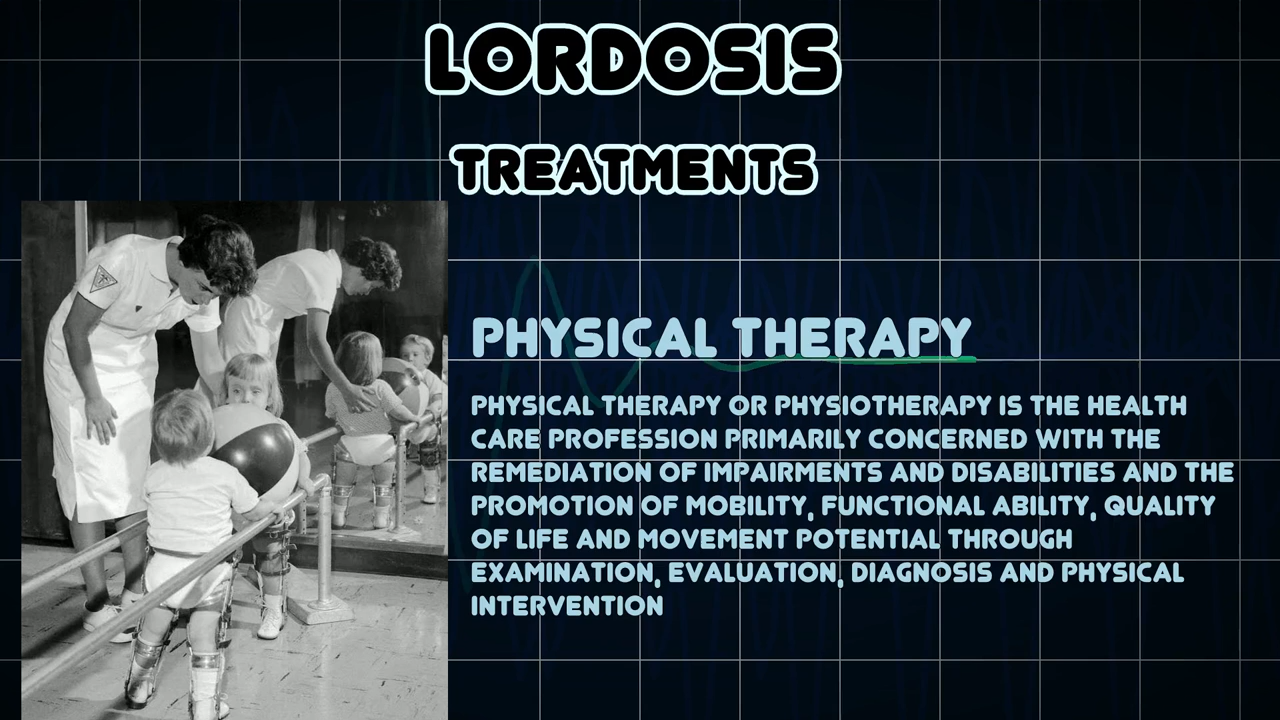 LORDOSIS
TREATMENTS
PHYSICAL THERAPY
PHYSICAL THERAPY OR PHYSIOTHERAPY IS THE HEALTH
CARE PROFESSION PRIMARILY CONCERNED WITH THE
REMEDIATION OF IMPAIRMENTS AND DISABILITIES AND THE
PROMOTION OF MOBILITY, FUNCTIONAL ABILITY, QUALITY
OF LIFE AND MOVEMENT POTENTIAL THROUGH
EXAMINATION, EVALUATION, DIAGNOSIS AND PHYSICAL
INTERVENTION